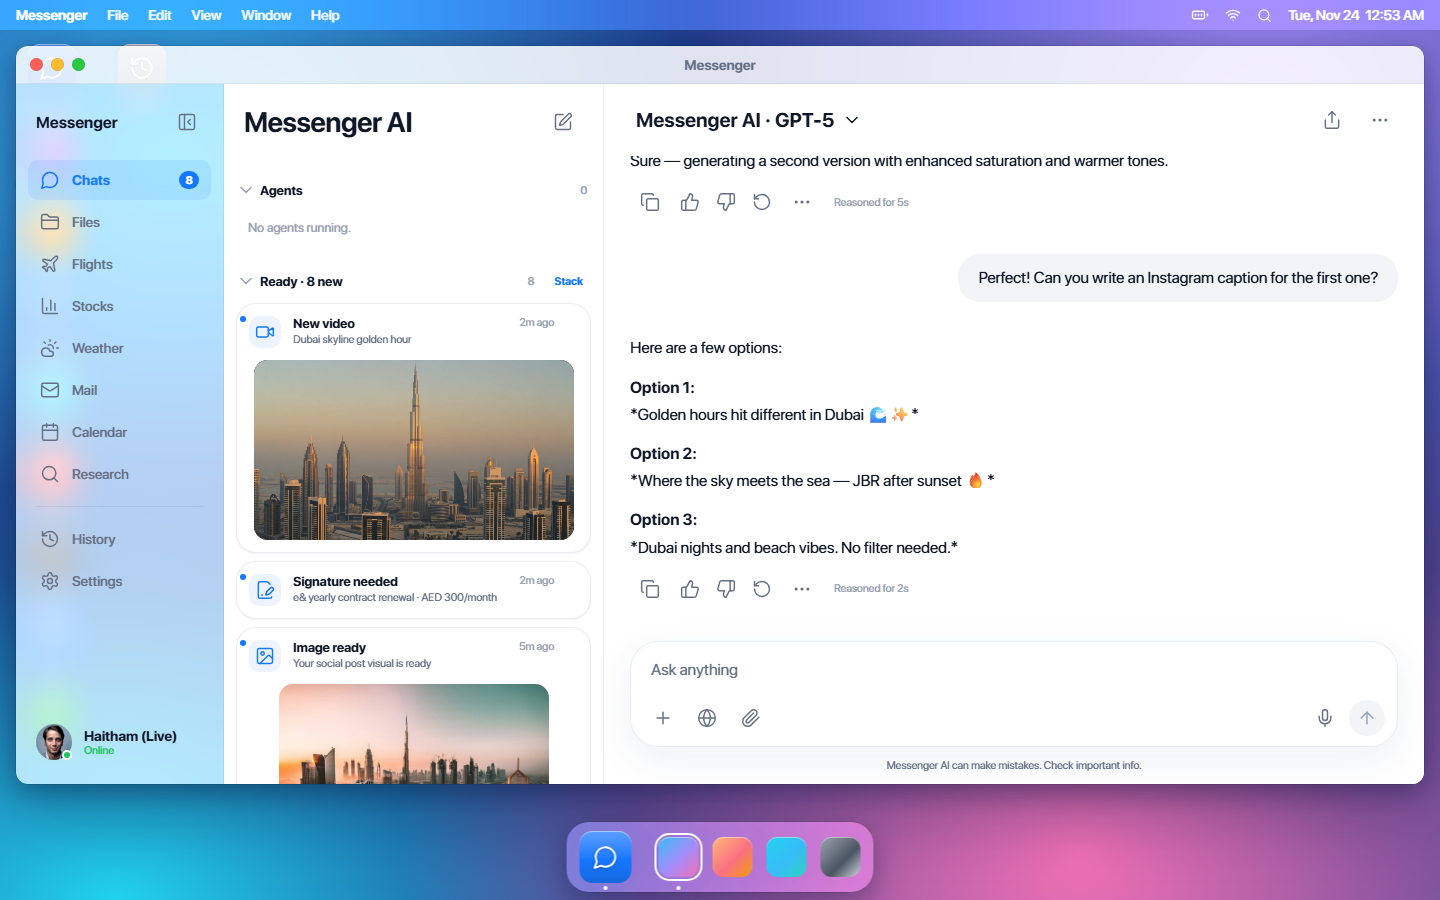 Messenger File Edit View Window Help Tue, Nov 24 12:53 AM
Messenger
Messenger
Chats 8
Files
Flights
Stocks
Weather
Mail
Calendar
Research
History
Settings
Haitham (Live)
Online
Messenger AI
Agents 0
No agents running.
Ready · 8 new 8 Stack
New video 2m ago
Dubai skyline golden hour
Signature needed 2m ago
e& yearly contract renewal · AED 300/month
Image ready 5m ago
Your social post visual is ready
Messenger AI · GPT-5
Sure — generating a second version with enhanced saturation and warmer tones.
Reasoned for 5s
Perfect! Can you write an Instagram caption for the first one?
Here are a few options:
Option 1:
*Golden hours hit different in Dubai 🌊 ✨ *
Option 2:
*Where the sky meets the sea — JBR after sunset 🔥 *
Option 3:
*Dubai nights and beach vibes. No filter needed.*
Reasoned for 2s
Ask anything
Messenger AI can make mistakes. Check important info.